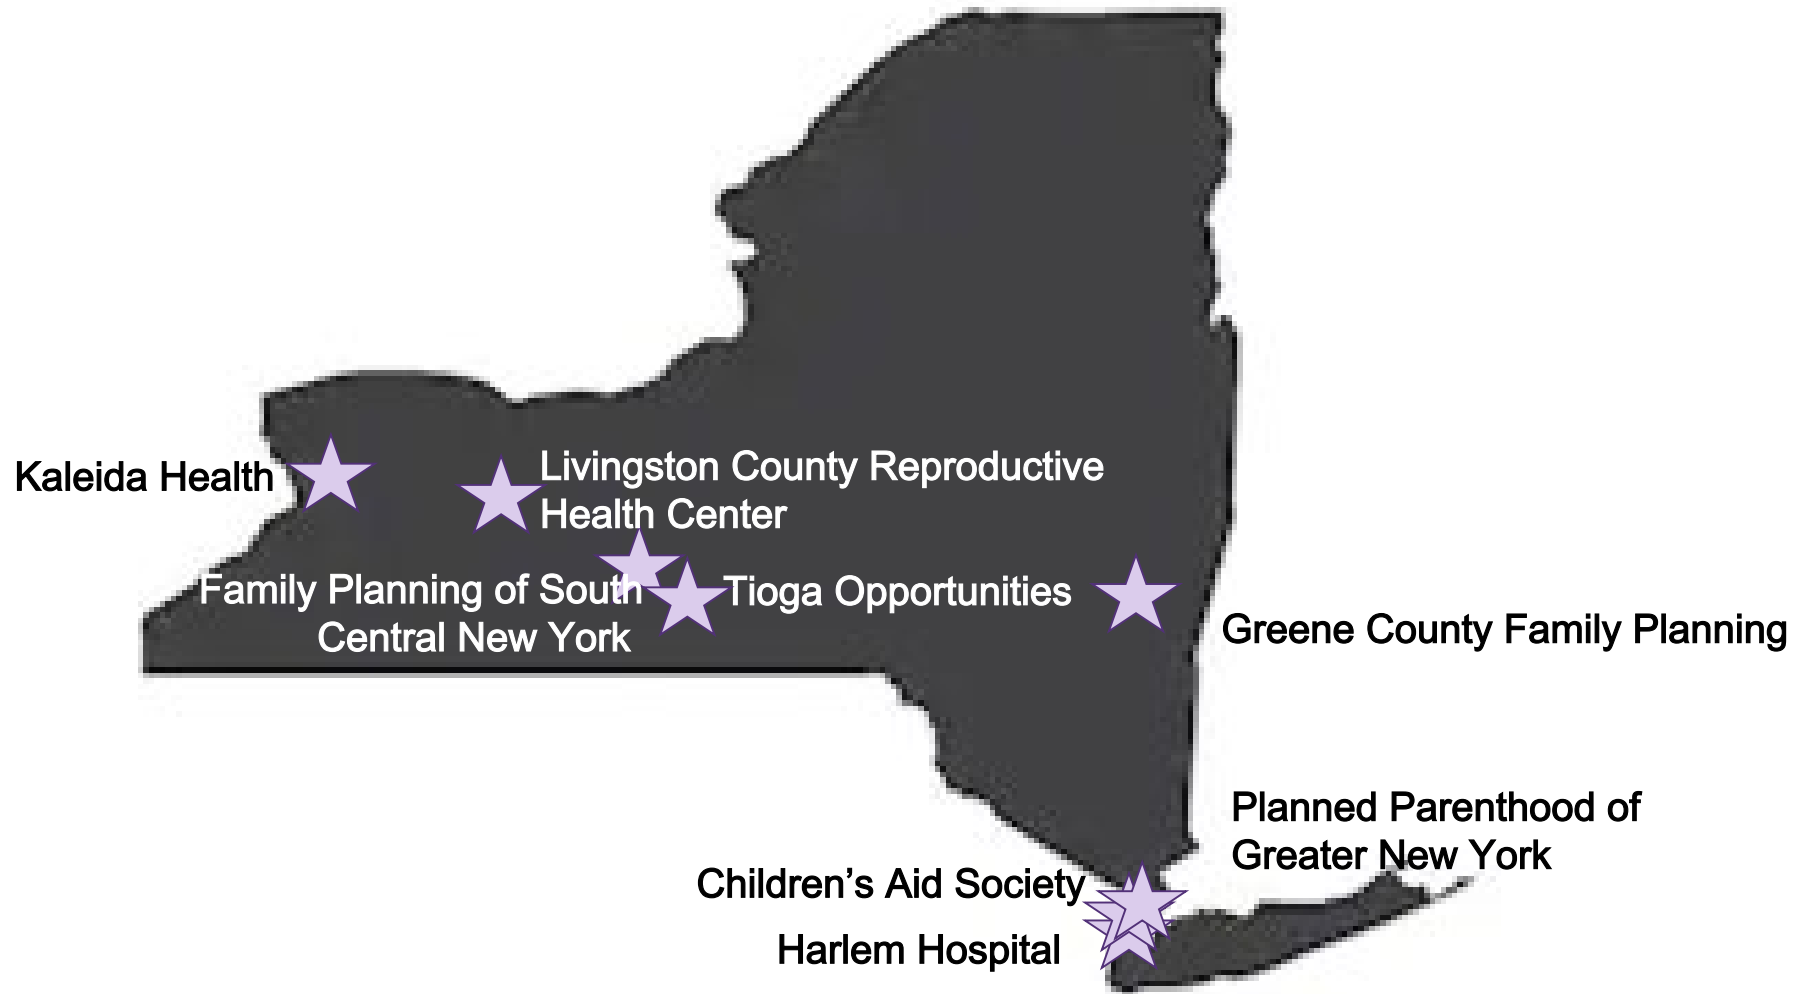 Kaleida Health
Livingston County Reproductive
Health Center
Family Planning of South
Central New York
Tioga Opportunities
Greene County Family Planning
Planned Parenthood of
Greater New York
Children’s Aid Society
Harlem Hospital